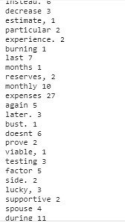 instead. 6
decrease 3
estimate, 1
particular 2
experience. 2
burning 1
last 7
months 1
reserves, 2
monthly 10
expenses 27
again 5
later. 3
bust. 1
doesnt 6
prove 2
viable, 1
testing 3
factor 5
side. 2
lucky, 3
supportive 2
spouse 4
during 11